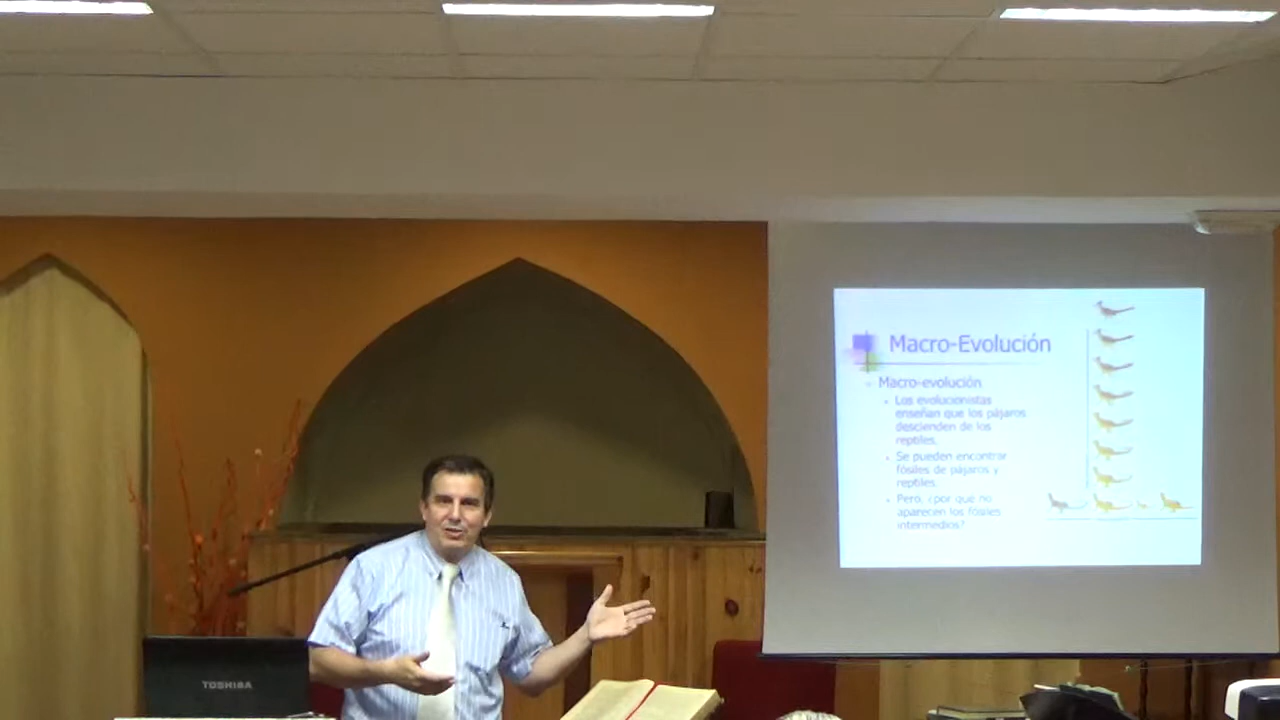 Macro-Evolución
Macro-evolución
Los evolucionistas
enseñan que los pájaros
descienden de los
reptiles.
Se pueden encontrar
fósiles de pájaros y
reptiles.
Pero, ¿por qué no
aparecen los fósiles
intermedios?
TOSHIBA